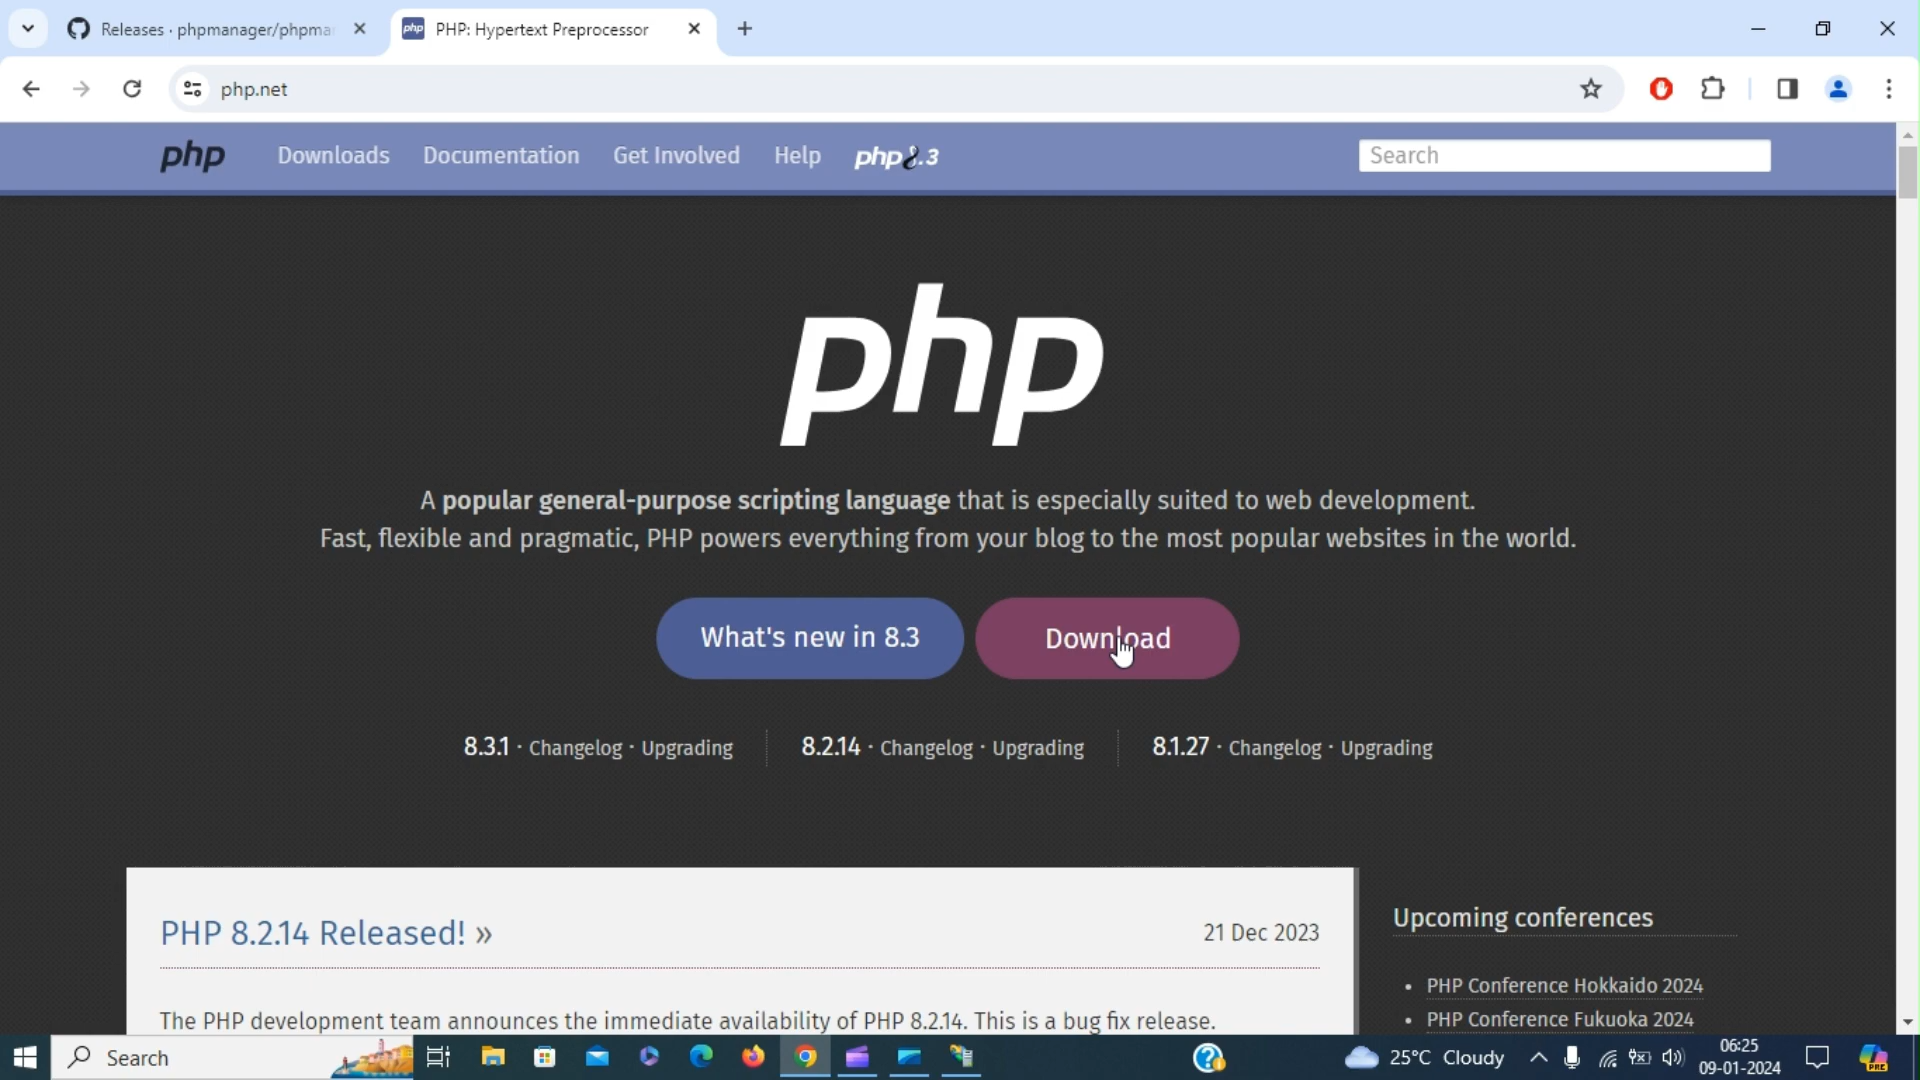 Releases · phpmanager/phpma
php
PHP: Hypertext Preprocessor
php.net
php
Downloads
Documentation
Get Involved
Help
php8.3
Search
php
A popular general-purpose scripting language that is especially suited to web development.
Fast, flexible and pragmatic, PHP powers everything from your blog to the most popular websites in the world.
What's new in 8.3
Download
8.3.1 · Changelog · Upgrading
8.2.14 · Changelog · Upgrading
8.1.27 · Changelog · Upgrading
PHP 8.2.14 Released! »
21 Dec 2023
The PHP development team announces the immediate availability of PHP 8.2.14. This is a bug fix release.
Upcoming conferences
• PHP Conference Hokkaido 2024
• PHP Conference Fukuoka 2024
Search
25°C Cloudy
06:25
09-01-2024
PRE